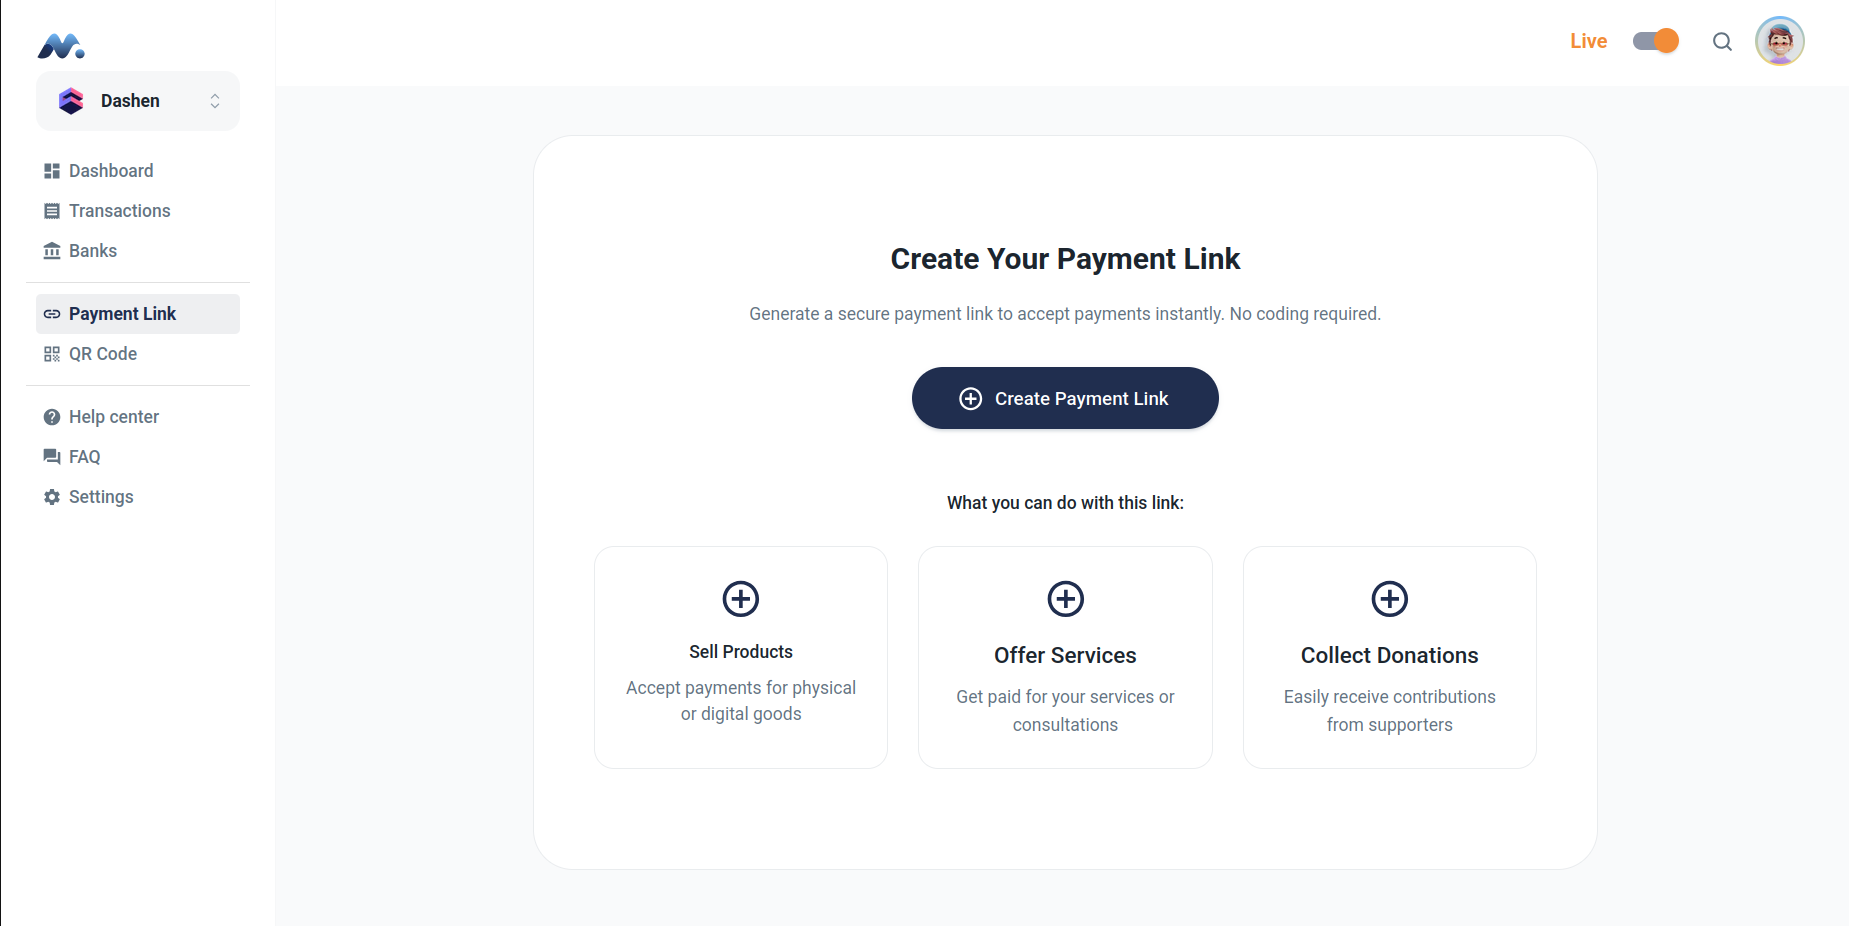 Live
Dashen
Dashboard
Transactions
Banks
Payment Link
QR Code
Help center
FAQ
Settings
Create Your Payment Link
Generate a secure payment link to accept payments instantly. No coding required.
Create Payment Link
What you can do with this link:
Sell Products
Accept payments for physical
or digital goods
Offer Services
Get paid for your services or
consultations
Collect Donations
Easily receive contributions
from supporters